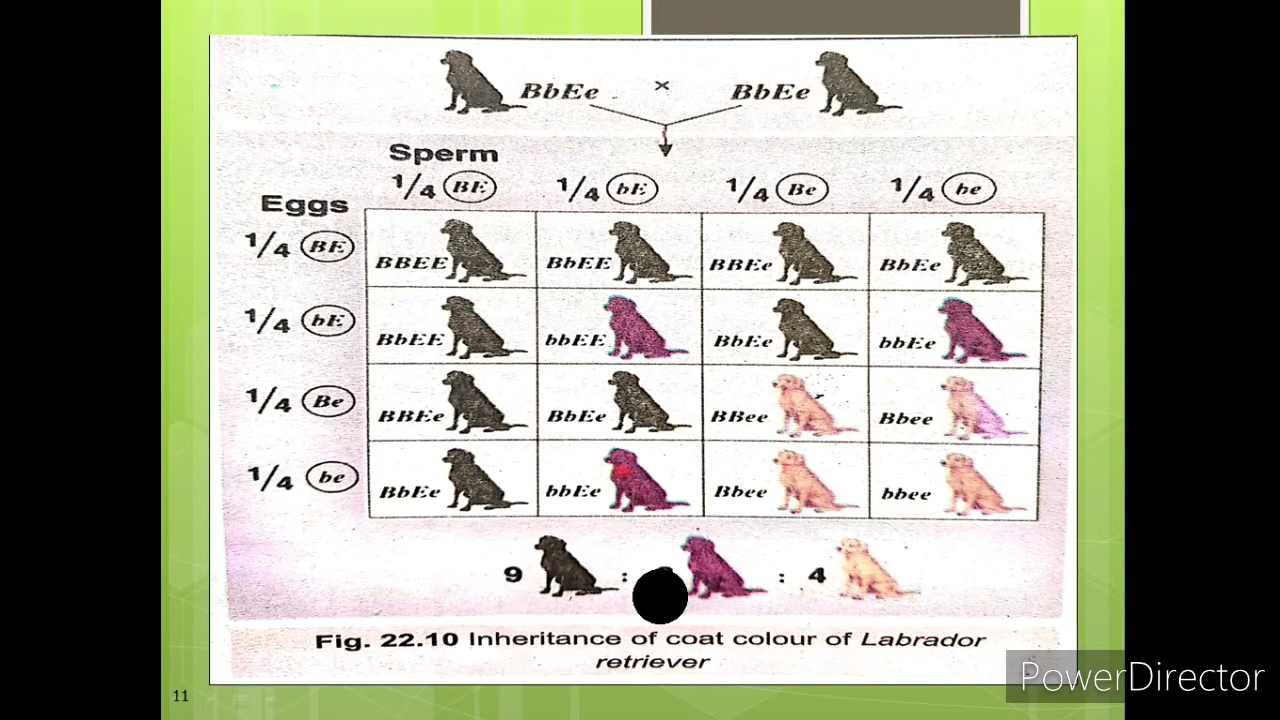 BbEe × BbEe
Sperm
1/4 BE 1/4 bE 1/4 Be 1/4 be
Eggs
1/4 BE BBEE BbEE BBEe BbEe
1/4 bE BbEE bbEE BbEe bbEe
1/4 Be BBEe BbEe BBee Bbee
1/4 be BbEe bbEe Bbee bbee
9 : : 4
Fig. 22.10 Inheritance of coat colour of Labrador
retriever
11
PowerDirector